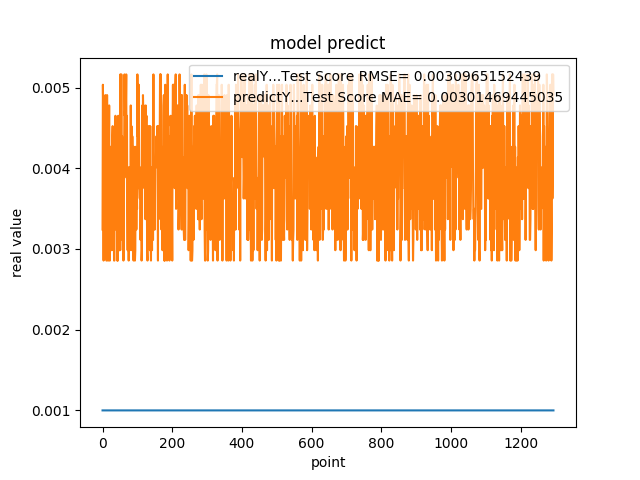 model predict
realY...Test Score RMSE= 0.0030965152439
predictY...Test Score MAE= 0.00301469445035
0.005
0.004
0.003
0.002
0.001
real value
0 200 400 600 800 1000 1200
point